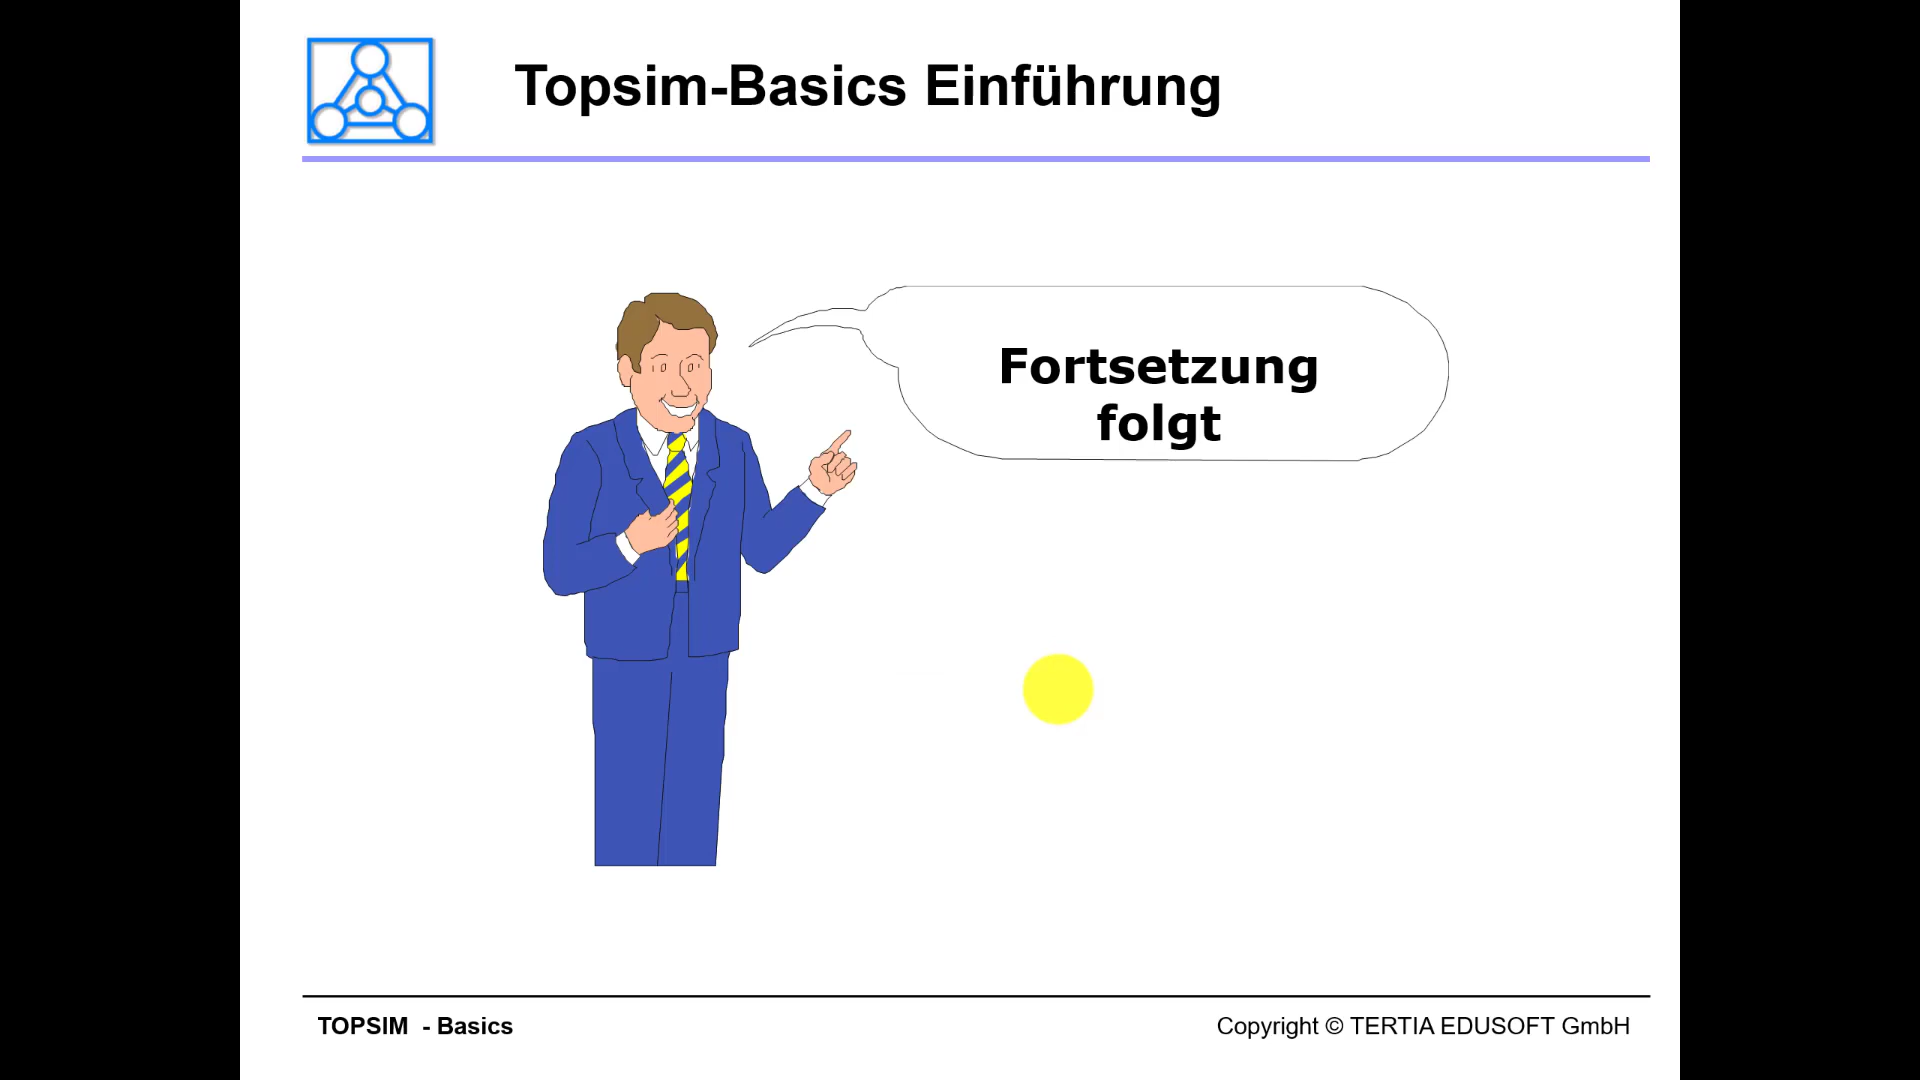 Topsim-Basics Einführung
Fortsetzung
folgt
TOPSIM - Basics
Copyright © TERTIA EDUSOFT GmbH